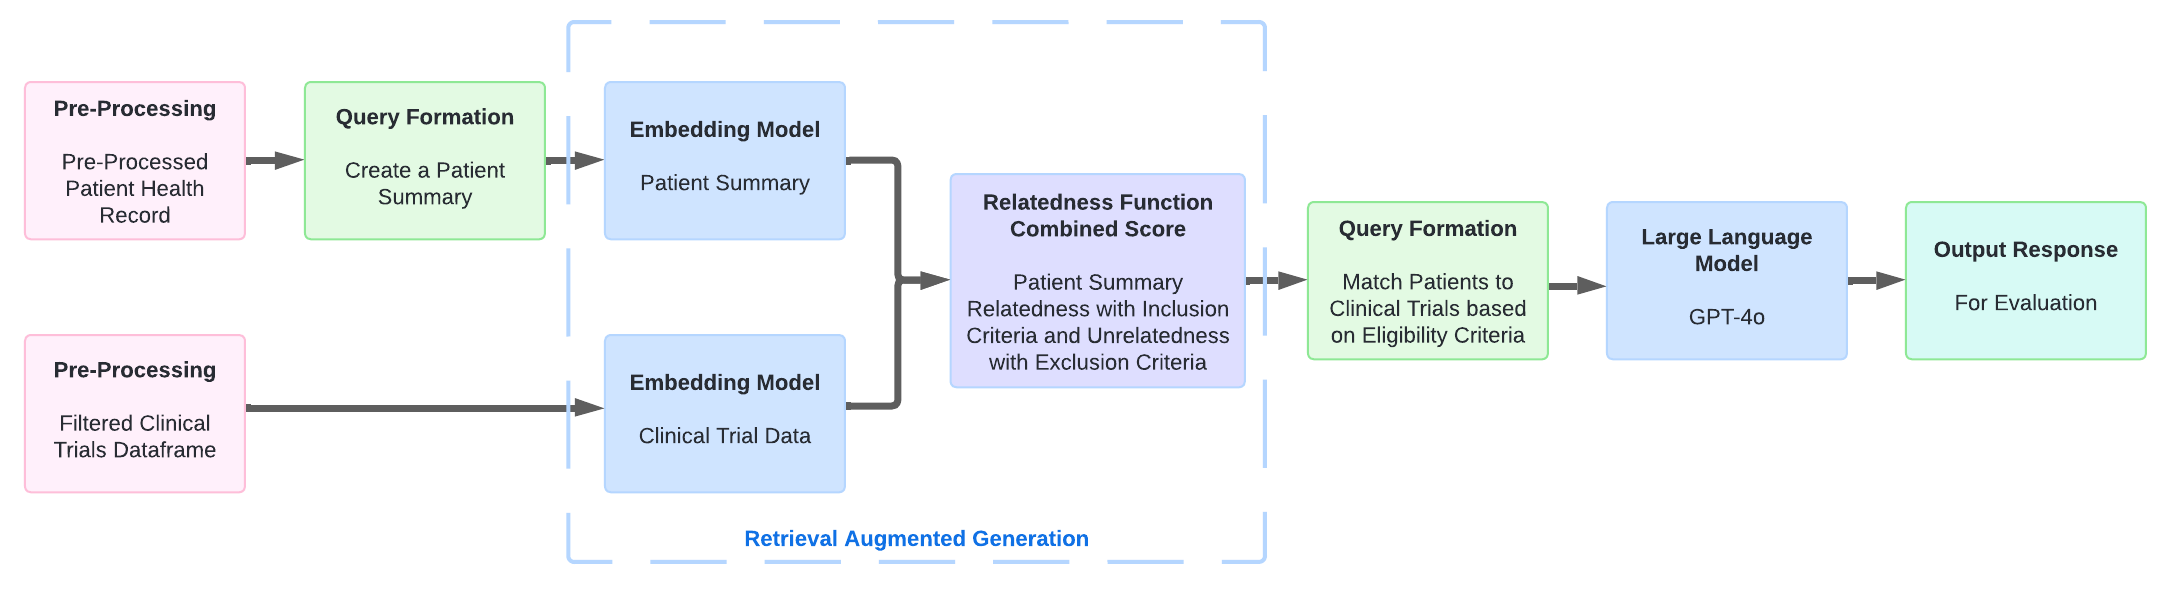 Pre-Processing
Pre-Processed
Patient Health
Record
Query Formation
Create a Patient
Summary
Embedding Model
Patient Summary
Pre-Processing
Filtered Clinical
Trials Dataframe
Embedding Model
Clinical Trial Data
Relatedness Function
Combined Score
Patient Summary
Relatedness with Inclusion
Criteria and Unrelatedness
with Exclusion Criteria
Retrieval Augmented Generation
Query Formation
Match Patients to
Clinical Trials based
on Eligibility Criteria
Large Language
Model
GPT-4o
Output Response
For Evaluation